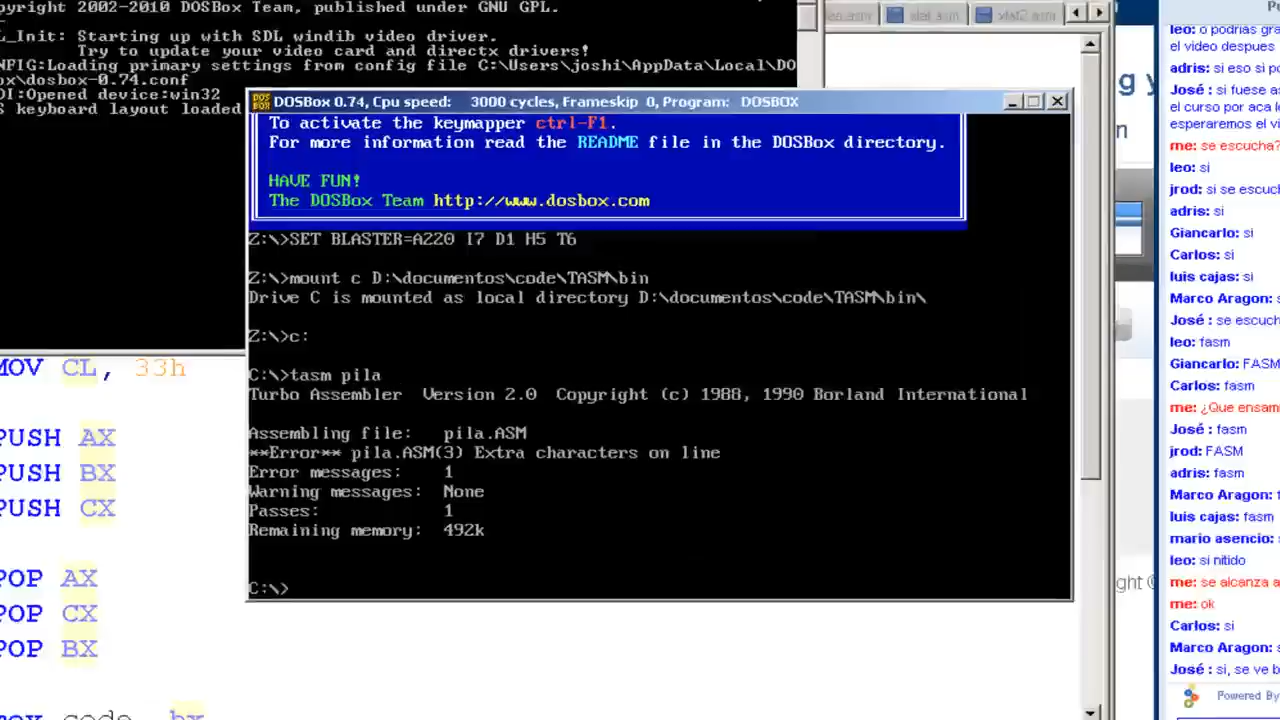 opyright 2002-2010 DOSBox Team, published under GNU GPL.
L_Init: Starting up with SDL windib video driver.
Try to update your video card and directx drivers!
NFIG:Loading primary settings from config file C:\Users\joshi\AppData\Local\DO
ox\dosbox-0.74.conf
DI:Opened device:win32
S keyboard layout loaded
xlat.asm
xlat2.asm
DOSBox 0.74, Cpu speed: 3000 cycles, Frameskip 0, Program: DOSBOX
To activate the keymapper ctrl-F1.
For more information read the README file in the DOSBox directory.
HAVE FUN!
The DOSBox Team http://www.dosbox.com
Z:\>SET BLASTER=A220 I7 D1 H5 T6
Z:\>mount c D:\documentos\code\TASM\bin
Drive C is mounted as local directory D:\documentos\code\TASM\bin\
Z:\>c:
C:\>tasm pila
Turbo Assembler Version 2.0 Copyright (c) 1988, 1990 Borland International
Assembling file: pila.ASM
**Error** pila.ASM(3) Extra characters on line
Error messages: 1
Warning messages: None
Passes: 1
Remaining memory: 492k
C:\>
MOV CL, 33h
PUSH AX
PUSH BX
PUSH CX
POP AX
POP CX
POP BX
g y
n
ght ©
leo: o podrias gra
el video despues
adris: si eso si po
José : si fuese as
el curso por aca le
esperaremos el vi
me: se escucha?
leo: si
jrod: si se escuch
adris: si
Giancarlo: si
Carlos: si
luis cajas: si
Marco Aragon: s
José : se escuch
leo: fasm
Giancarlo: FASM
Carlos: fasm
me: ¿Que ensam
José : fasm
jrod: FASM
adris: fasm
Marco Aragon: f
luis cajas: fasm
mario asencio: s
leo: si nitido
me: se alcanza a
me: ok
Carlos: si
Marco Aragon: s
José : si, se ve b
Powered By